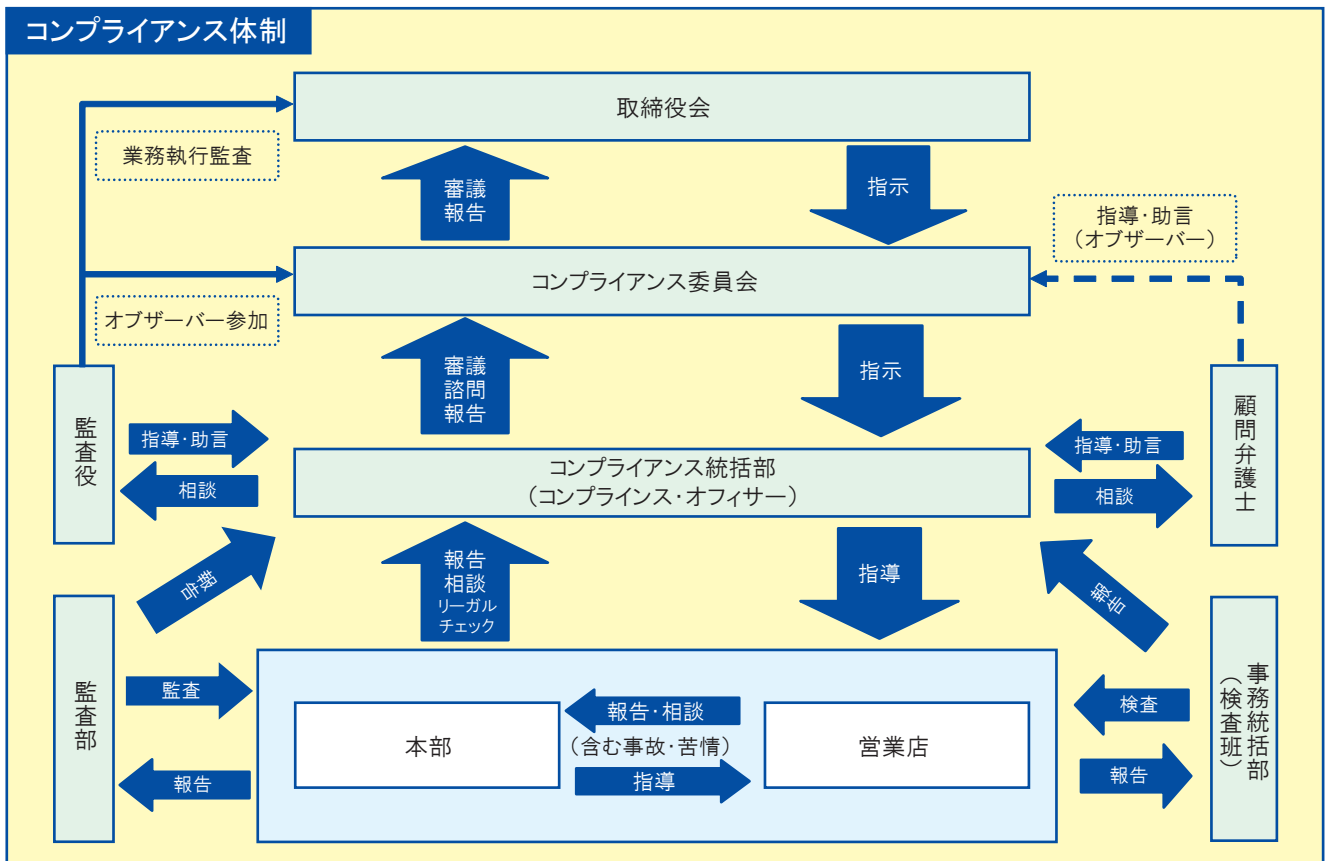 コンプライアンス体制
取締役会
業務執行監査
審議
報告
指示
指導・助言
（オブザーバー）
コンプライアンス委員会
オブザーバー参加
審議
諮問
報告
指示
監査役
指導・助言
相談
コンプライアンス統括部
（コンプラインス・オフィサー）
指導・助言
相談
顧問弁護士
報告
報告
相談
リーガル
チェック
指導
報告
監査部
監査
報告
本部
報告・相談
（含む事故・苦情）
指導
営業店
検査
報告
事務統括部
（検査班）